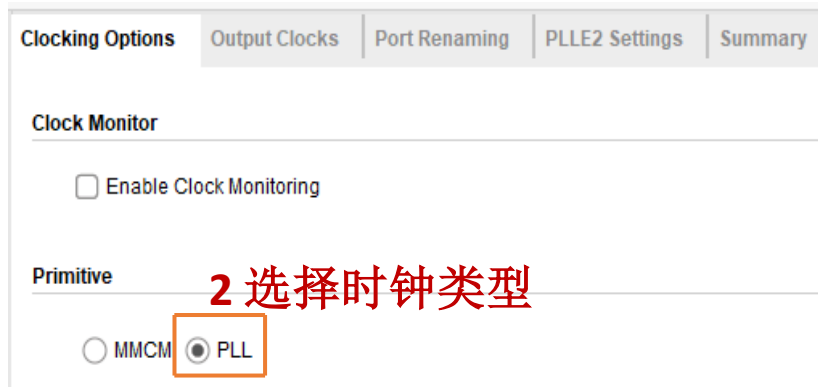 Clocking Options Output Clocks Port Renaming PLLE2 Settings Summary
Clock Monitor
Enable Clock Monitoring
Primitive
2 选择时钟类型
MMCM PLL